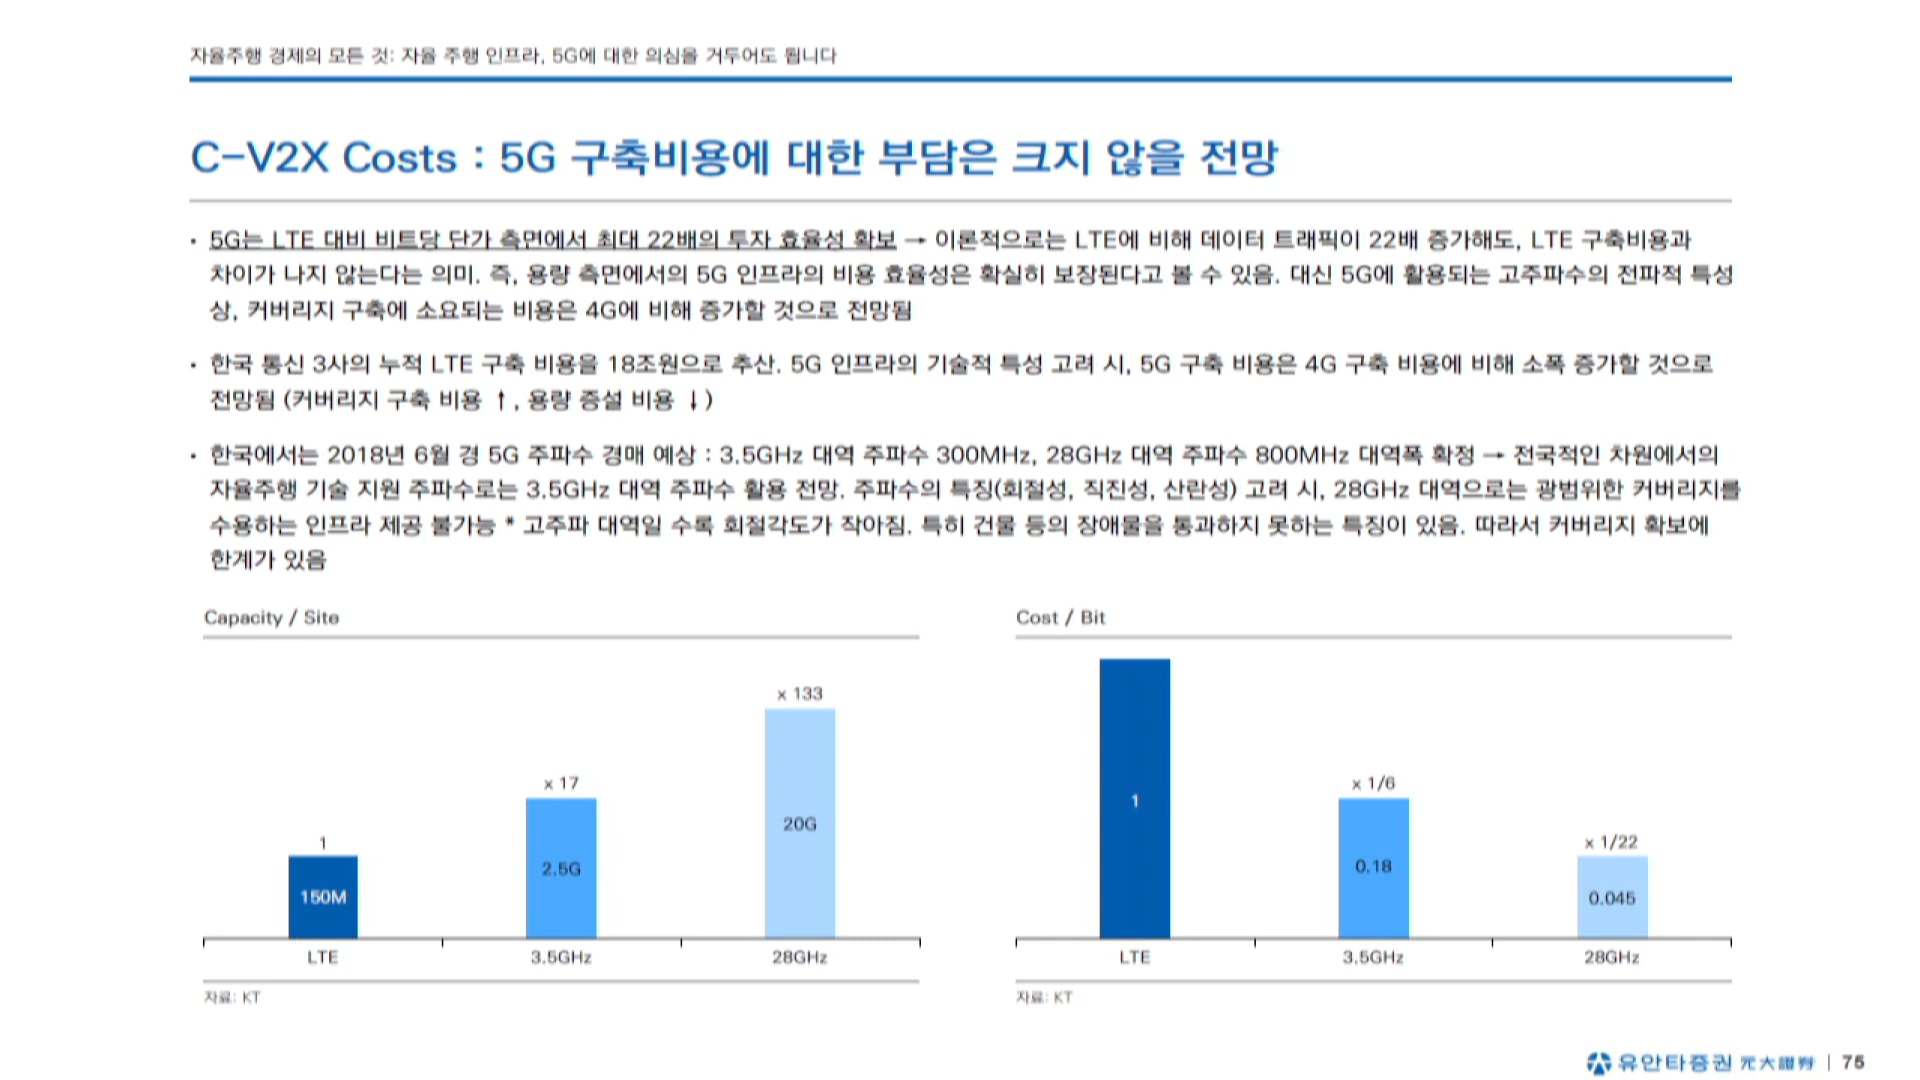 자율주행 경제의 모든 것: 자율 주행 인프라, 5G에 대한 의심을 거두어도 됩니다
C-V2X Costs : 5G 구축비용에 대한 부담은 크지 않을 전망
· 5G는 LTE 대비 비트당 단가 측면에서 최대 22배의 투자 효율성 확보 → 이론적으로는 LTE에 비해 데이터 트래픽이 22배 증가해도, LTE 구축비용과
차이가 나지 않는다는 의미. 즉, 용량 측면에서의 5G 인프라의 비용 효율성은 확실히 보장된다고 볼 수 있음. 대신 5G에 활용되는 고주파수의 전파적 특성
상, 커버리지 구축에 소요되는 비용은 4G에 비해 증가할 것으로 전망됨
· 한국 통신 3사의 누적 LTE 구축 비용을 18조원으로 추산. 5G 인프라의 기술적 특성 고려 시, 5G 구축 비용은 4G 구축 비용에 비해 소폭 증가할 것으로
전망됨 (커버리지 구축 비용 ↑, 용량 증설 비용 ↓)
· 한국에서는 2018년 6월 경 5G 주파수 경매 예상 : 3.5GHz 대역 주파수 300MHz, 28GHz 대역 주파수 800MHz 대역폭 확정 → 전국적인 차원에서의
자율주행 기술 지원 주파수로는 3.5GHz 대역 주파수 활용 전망. 주파수의 특징(회절성, 직진성, 산란성) 고려 시, 28GHz 대역으로는 광범위한 커버리지를
수용하는 인프라 제공 불가능 * 고주파 대역일 수록 회절각도가 작아짐. 특히 건물 등의 장애물을 통과하지 못하는 특징이 있음. 따라서 커버리지 확보에
한계가 있음
Capacity / Site
x 133
x 17
20G
1
2.5G
150M
LTE 3.5GHz 28GHz
자료: KT
Cost / Bit
1
x 1/6
x 1/22
0.18
0.045
LTE 3.5GHz 28GHz
자료: KT
유안타증권 元大證券 | 75